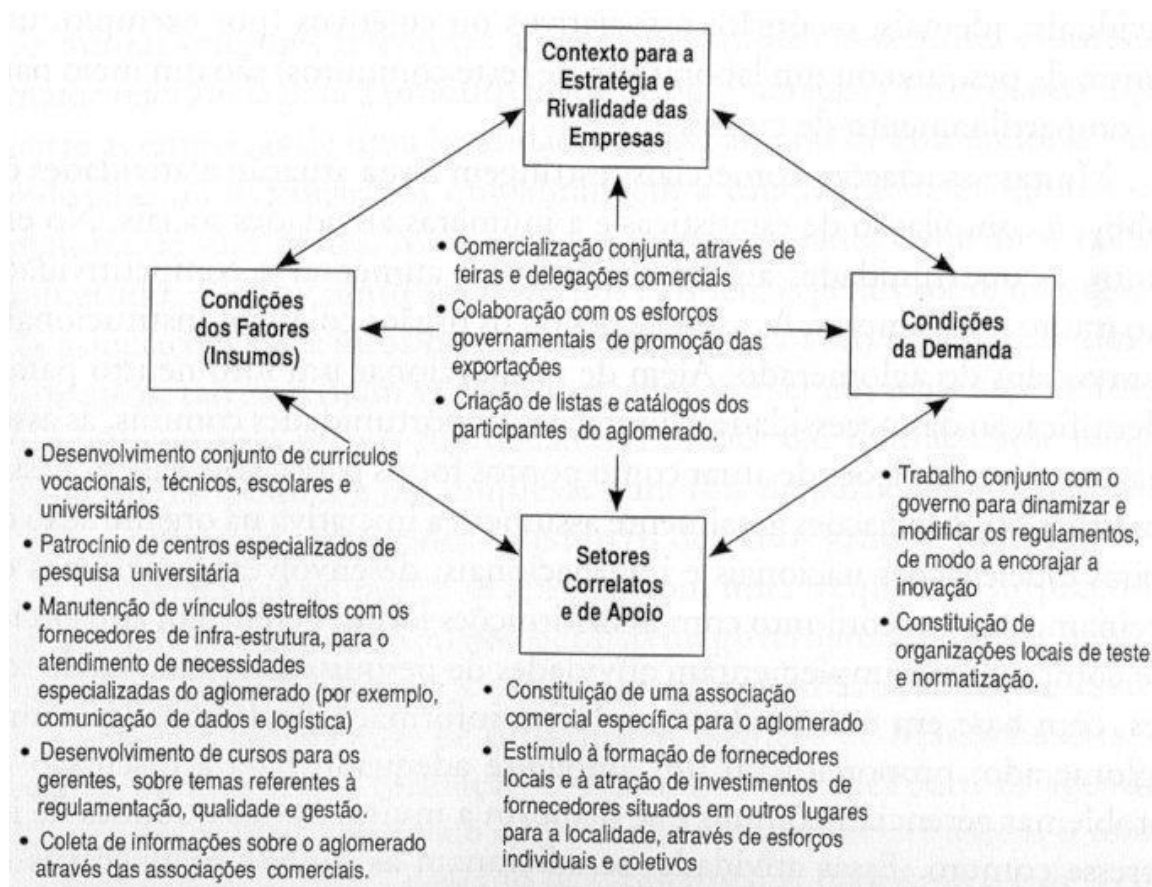 Contexto para a
Estratégia e
Rivalidade das
Empresas
• Comercialização conjunta, através de
feiras e delegações comerciais
• Colaboração com os esforços
governamentais de promoção das
exportações
• Criação de listas e catálogos dos
participantes do aglomerado.
Condições
dos Fatores
(Insumos)
Condições
da Demanda
• Desenvolvimento conjunto de currículos
vocacionais, técnicos, escolares e
universitários
• Patrocínio de centros especializados de
pesquisa universitária
• Manutenção de vínculos estreitos com os
fornecedores de infra-estrutura, para o
atendimento de necessidades
especializadas do aglomerado (por exemplo,
comunicação de dados e logística)
• Desenvolvimento de cursos para os
gerentes, sobre temas referentes a
regulamentação, qualidade e gestão.
• Coleta de informações sobre o aglomerado
através das associações comerciais.
Setores
Correlatos
e de Apoio
• Constituição de uma associação
comercial específica para o aglomerado
• Estímulo à formação de fornecedores
locais e à atração de investimentos de
fornecedores situados em outros lugares
para a localidade, através de esforços
individuais e coletivos
• Trabalho conjunto com o
governo para dinamizar e
modificar os regulamentos,
de modo a encorajar a
inovação
• Constituição de
organizações locais de teste
e normatização.